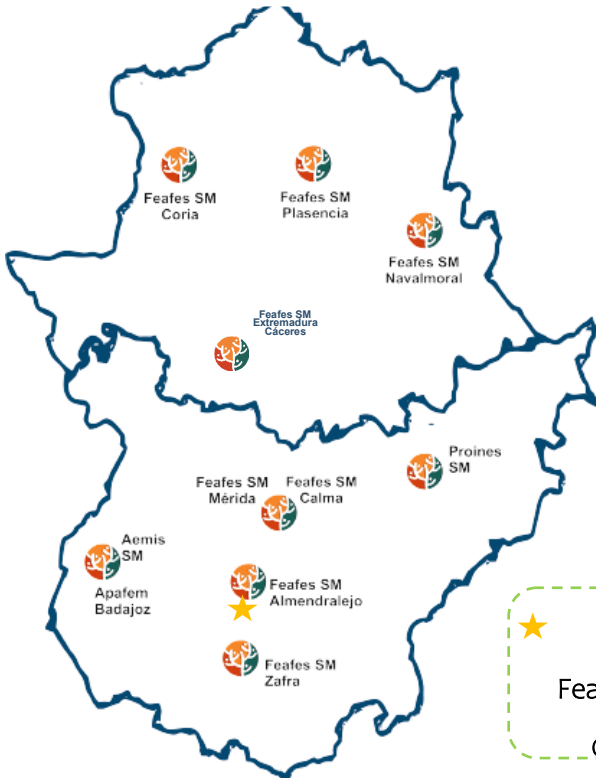 Feafes SM
Coria
Feafes SM
Plasencia
Feafes SM
Navalmoral
Feafes SM
Extremadura
Cáceres
Proines
SM
Feafes SM
Mérida
Feafes SM
Calma
Aemis
SM
Apafem
Badajoz
Feafes SM
Almendralejo
Feafes SM
Zafra